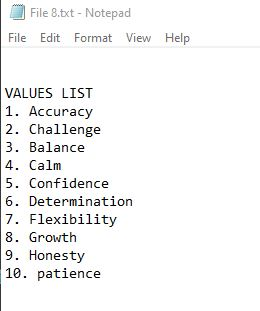 File 8.txt - Notepad
File Edit Format View Help
VALUES LIST
1. Accuracy
2. Challenge
3. Balance
4. Calm
5. Confidence
6. Determination
7. Flexibility
8. Growth
9. Honesty
10. patience